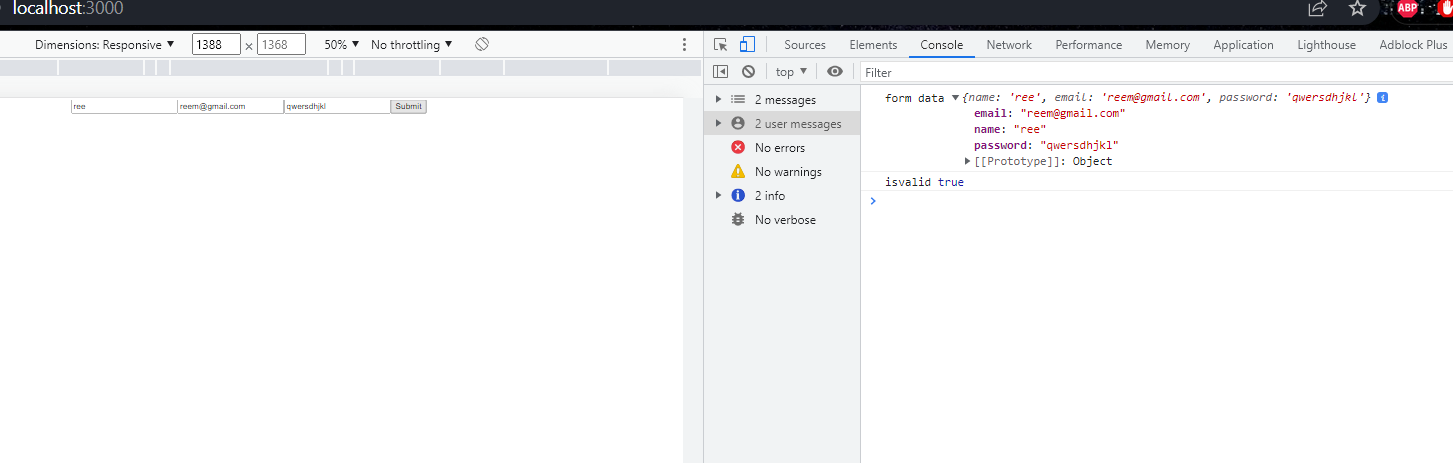 localhost:3000
ABP
Dimensions: Responsive ▼ 1388 × 1368 50% ▼ No throttling ▼
Sources Elements Console Network Performance Memory Application Lighthouse Adblock Plus
top ▼ Filter
ree reem@gmail.com qwersdhjkl Submit
2 messages
2 user messages
No errors
No warnings
2 info
No verbose
form data ▼{name: 'ree', email: 'reem@gmail.com', password: 'qwersdhjkl'} i
email: "reem@gmail.com"
name: "ree"
password: "qwersdhjkl"
▶[[Prototype]]: Object
isvalid true
>